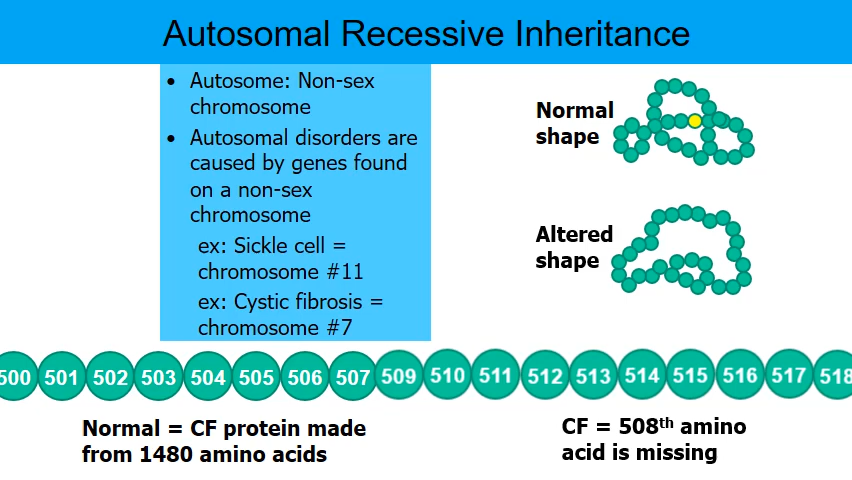 Autosomal Recessive Inheritance
• Autosome: Non-sex
chromosome
• Autosomal disorders are
caused by genes found
on a non-sex
chromosome
ex: Sickle cell =
chromosome #11
ex: Cystic fibrosis =
chromosome #7
Normal
shape
Altered
shape
500 501 502 503 504 505 506 507 509 510 511 512 513 514 515 516 517 518
Normal = CF protein made
from 1480 amino acids
CF = 508th amino
acid is missing